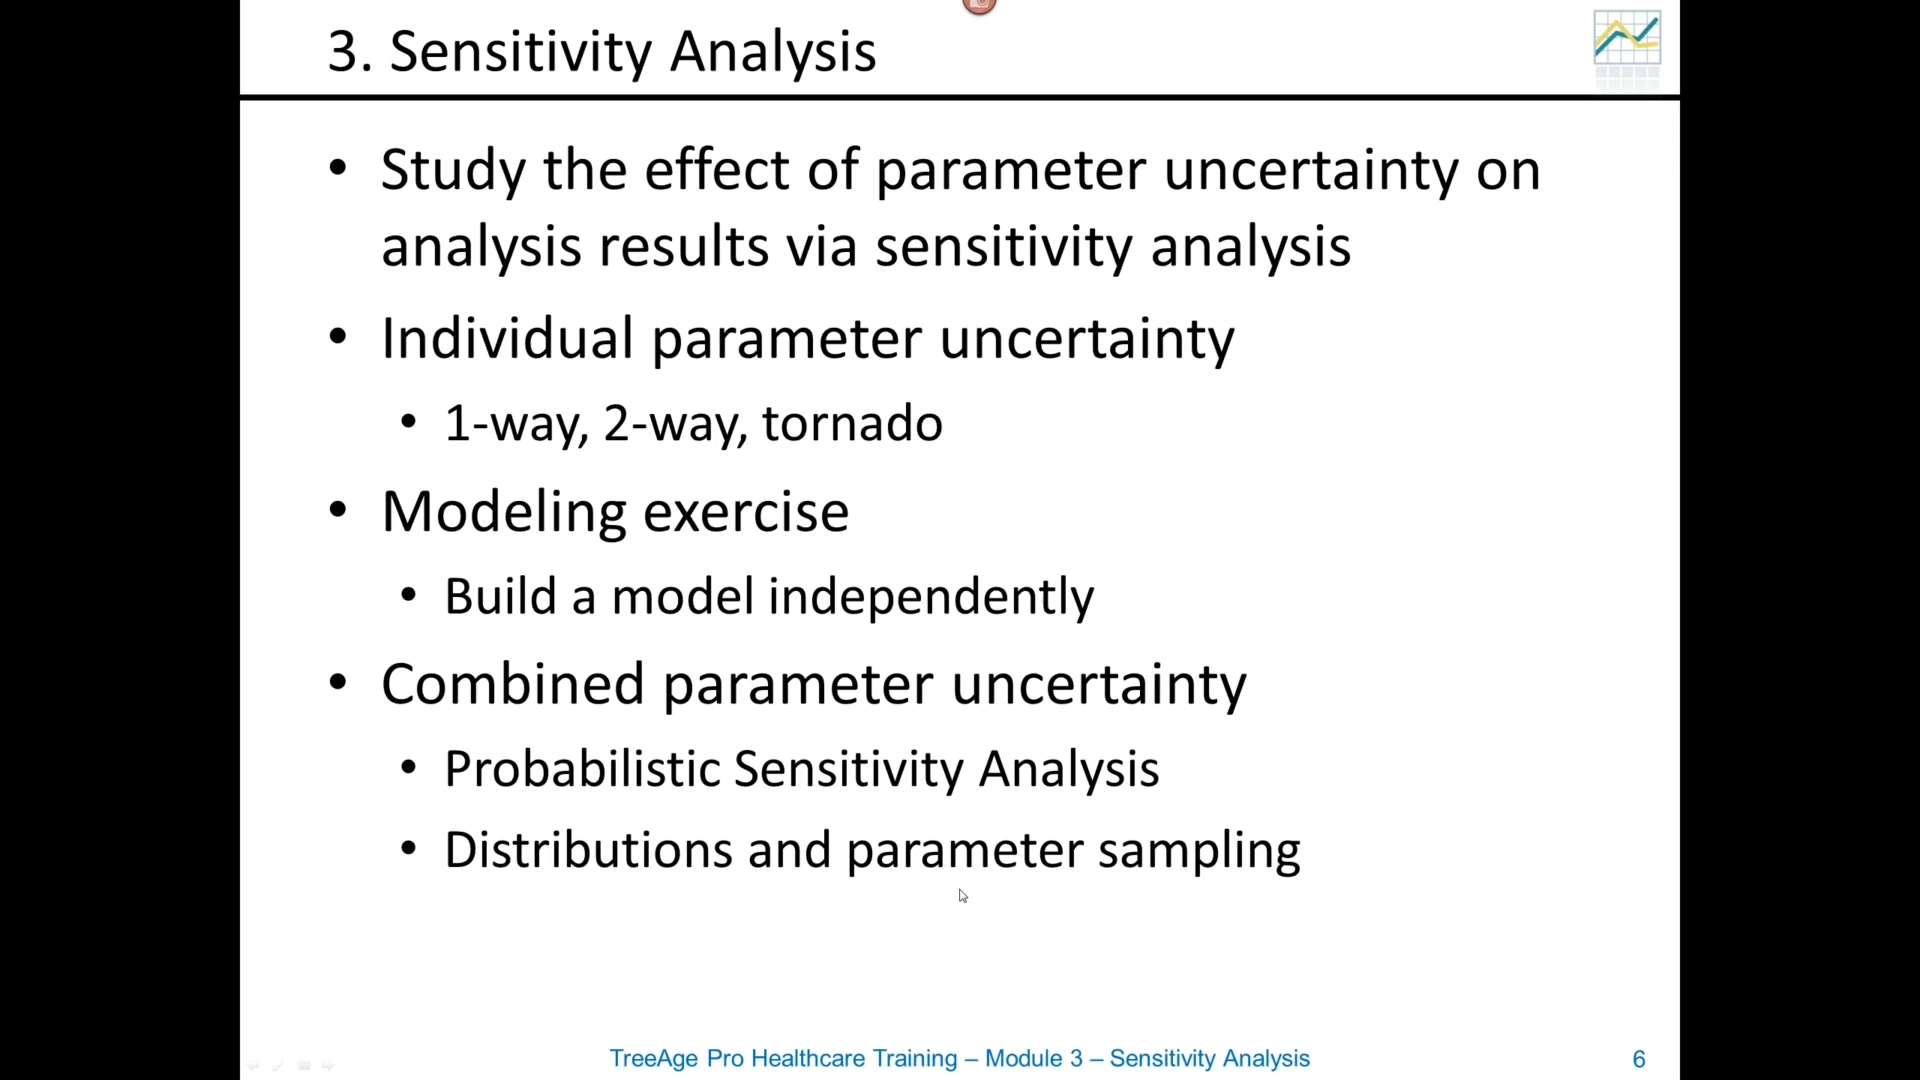 3. Sensitivity Analysis
• Study the effect of parameter uncertainty on
analysis results via sensitivity analysis
• Individual parameter uncertainty
• 1-way, 2-way, tornado
• Modeling exercise
• Build a model independently
• Combined parameter uncertainty
• Probabilistic Sensitivity Analysis
• Distributions and parameter sampling
TreeAge Pro Healthcare Training – Module 3 – Sensitivity Analysis
6